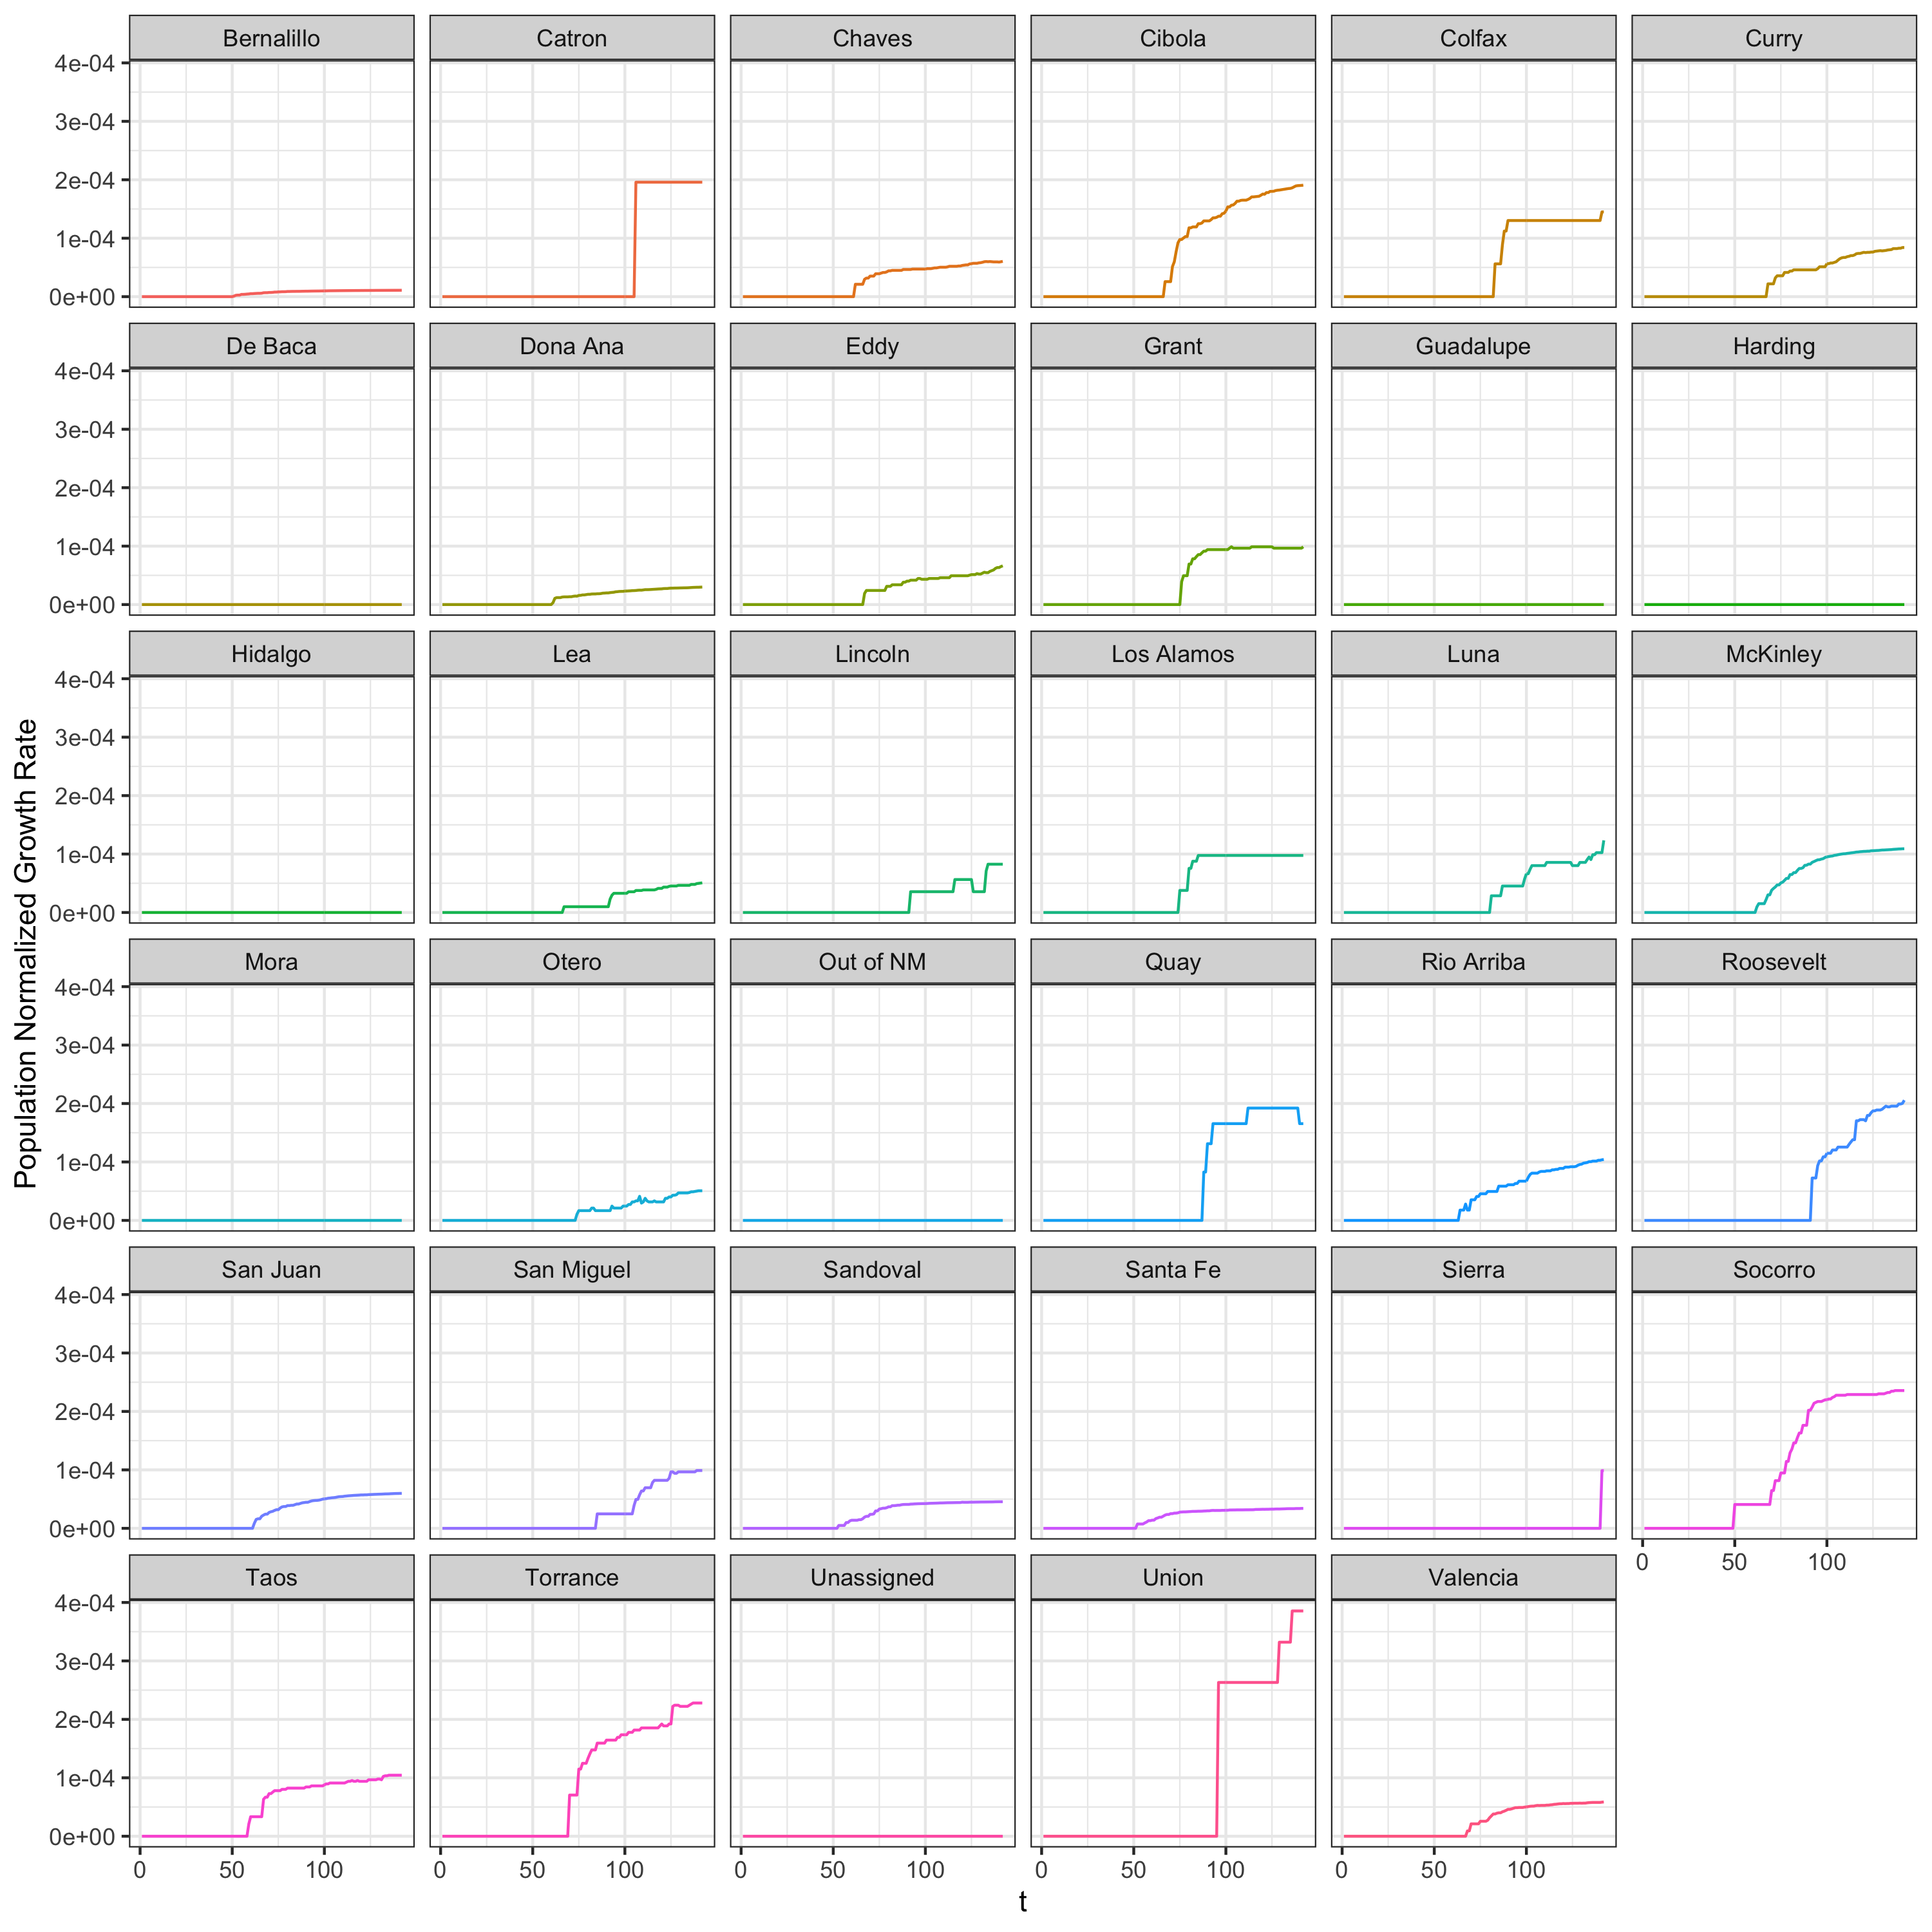 Bernalillo Catron Chaves Cibola Colfax Curry
4e-04
3e-04
2e-04
1e-04
0e+00
De Baca Dona Ana Eddy Grant Guadalupe Harding
4e-04
3e-04
2e-04
1e-04
0e+00
Hidalgo Lea Lincoln Los Alamos Luna McKinley
4e-04
3e-04
2e-04
1e-04
0e+00
Population Normalized Growth Rate
Mora Otero Out of NM Quay Rio Arriba Roosevelt
4e-04
3e-04
2e-04
1e-04
0e+00
San Juan San Miguel Sandoval Santa Fe Sierra Socorro
4e-04
3e-04
2e-04
1e-04
0e+00
0 50 100
Taos Torrance Unassigned Union Valencia
4e-04
3e-04
2e-04
1e-04
0e+00
0 50 100 0 50 100 0 50 100 0 50 100 0 50 100
t